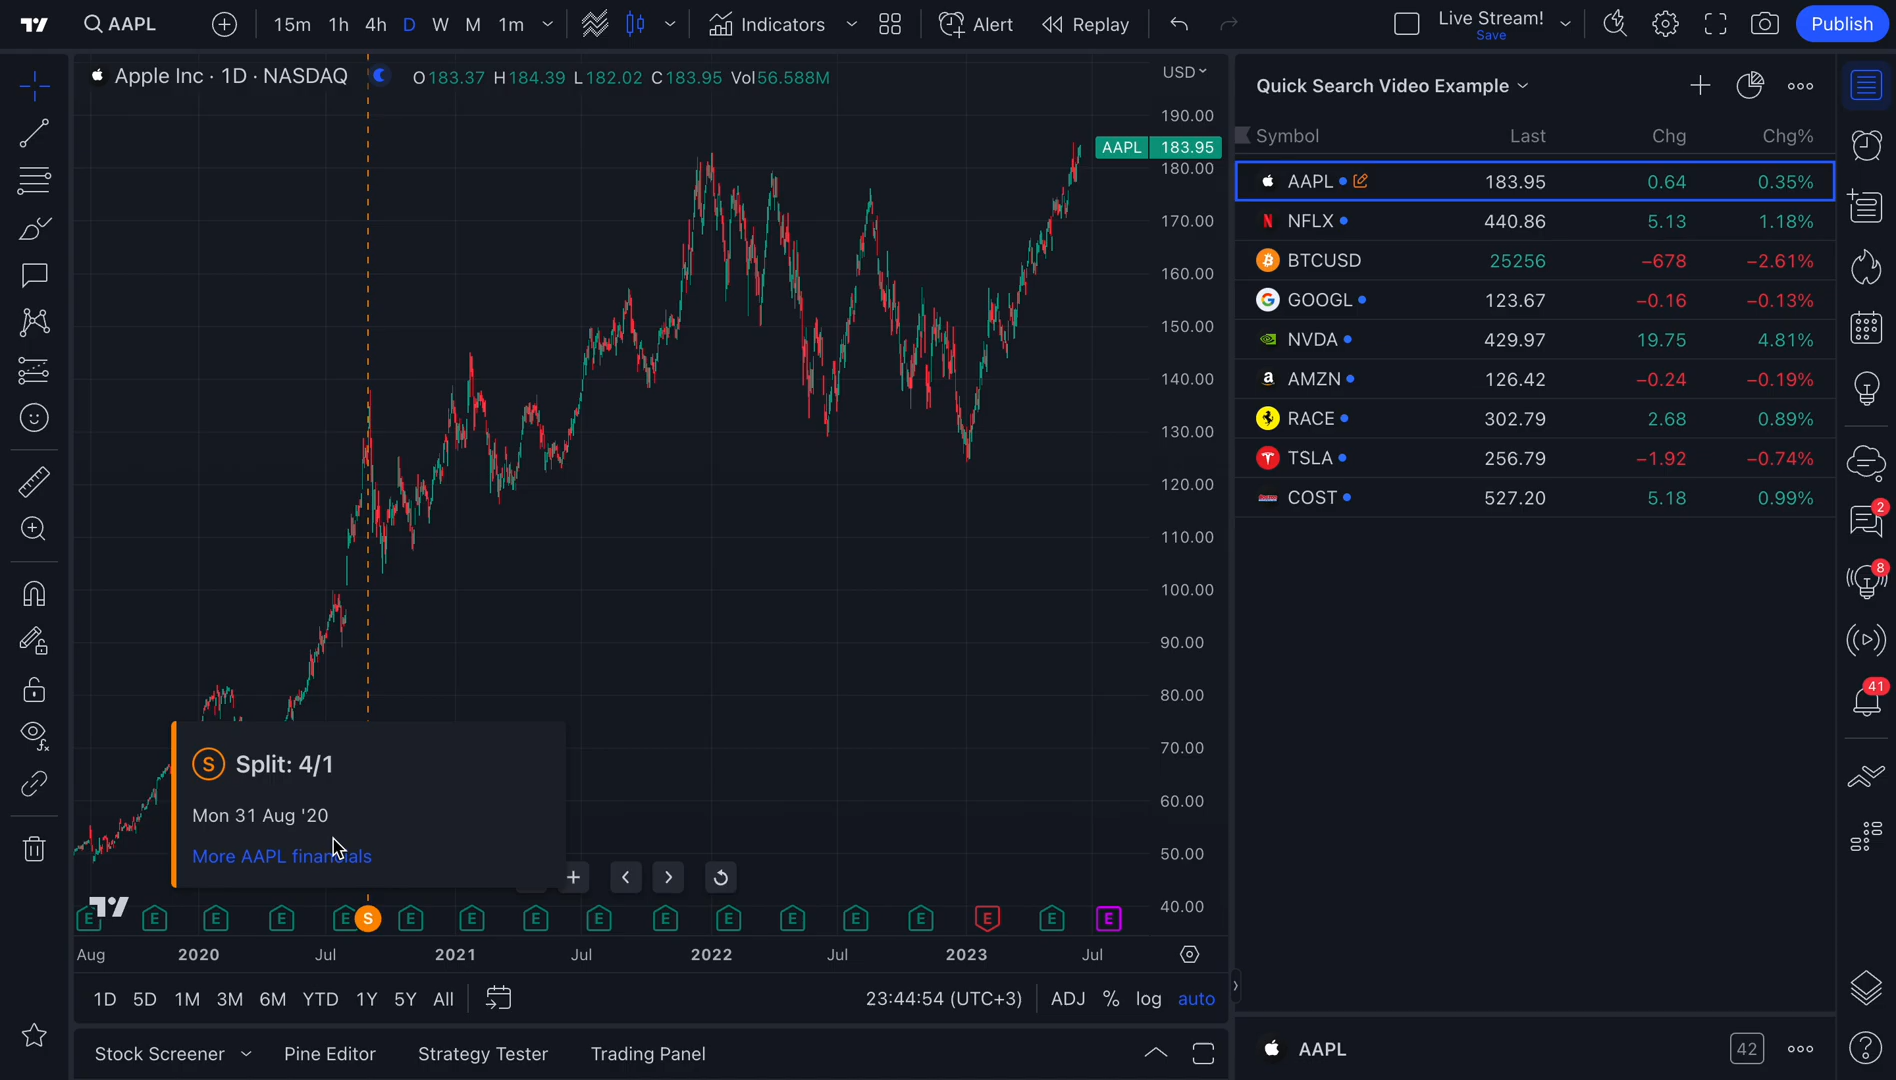 AAPL
15m 1h 4h D W M 1m
Indicators
Alert
Replay
Live Stream!
Save
Publish
Apple Inc · 1D · NASDAQ
O183.37 H184.39 L182.02 C183.95 Vol56.588M
USD
190.00
AAPL 183.95
180.00
170.00
160.00
150.00
140.00
130.00
120.00
110.00
100.00
90.00
80.00
70.00
60.00
50.00
40.00
S Split: 4/1
Mon 31 Aug '20
More AAPL financials
E E E E E S E E E E E E E E E E E E
Aug 2020 Jul 2021 Jul 2022 Jul 2023 Jul
1D 5D 1M 3M 6M YTD 1Y 5Y All
23:44:54 (UTC+3) ADJ % log auto
Stock Screener Pine Editor Strategy Tester Trading Panel
Quick Search Video Example
Symbol Last Chg Chg%
AAPL 183.95 0.64 0.35%
NFLX 440.86 5.13 1.18%
BTCUSD 25256 −678 −2.61%
GOOGL 123.67 −0.16 −0.13%
NVDA 429.97 19.75 4.81%
AMZN 126.42 −0.24 −0.19%
RACE 302.79 2.68 0.89%
TSLA 256.79 −1.92 −0.74%
COST 527.20 5.18 0.99%
2
8
41
AAPL 42